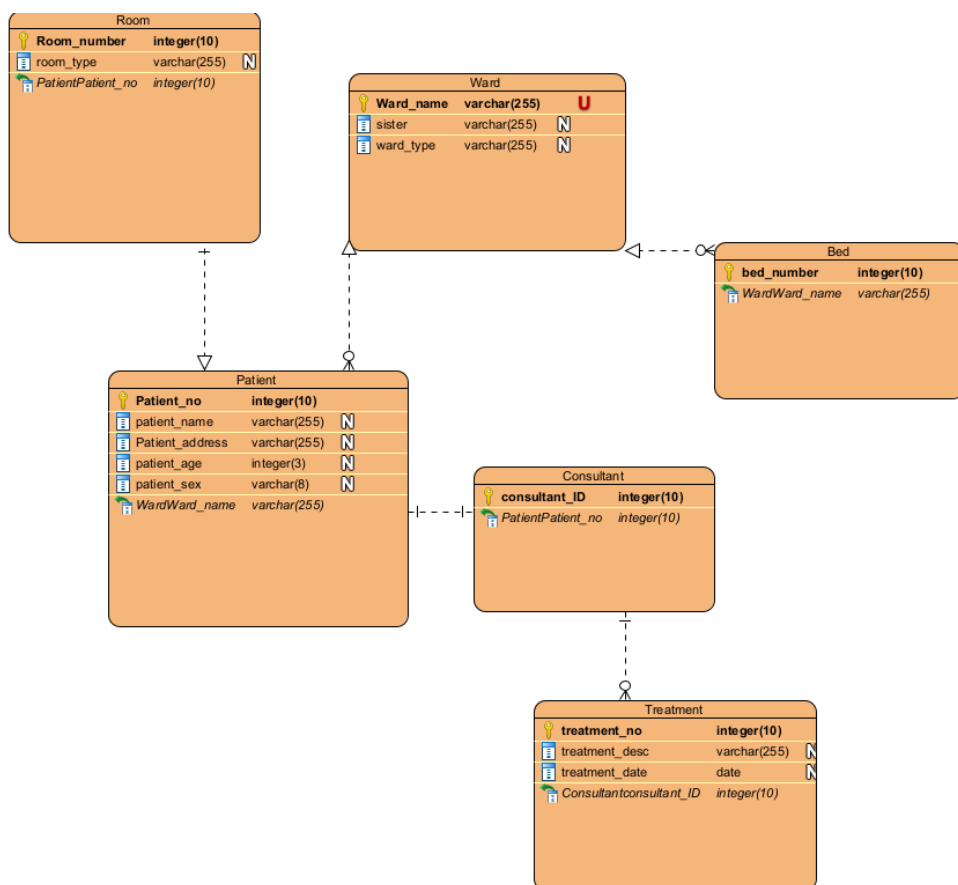 Room
Room_number integer(10)
room_type varchar(255) N
PatientPatient_no integer(10)
Ward
Ward_name varchar(255) U
sister varchar(255) N
ward_type varchar(255) N
Bed
bed_number integer(10)
WardWard_name varchar(255)
Patient
Patient_no integer(10)
patient_name varchar(255) N
Patient_address varchar(255) N
patient_age integer(3) N
patient_sex varchar(8) N
WardWard_name varchar(255)
Consultant
consultant_ID integer(10)
PatientPatient_no integer(10)
Treatment
treatment_no integer(10)
treatment_desc varchar(255) N
treatment_date date N
Consultantconsultant_ID integer(10)